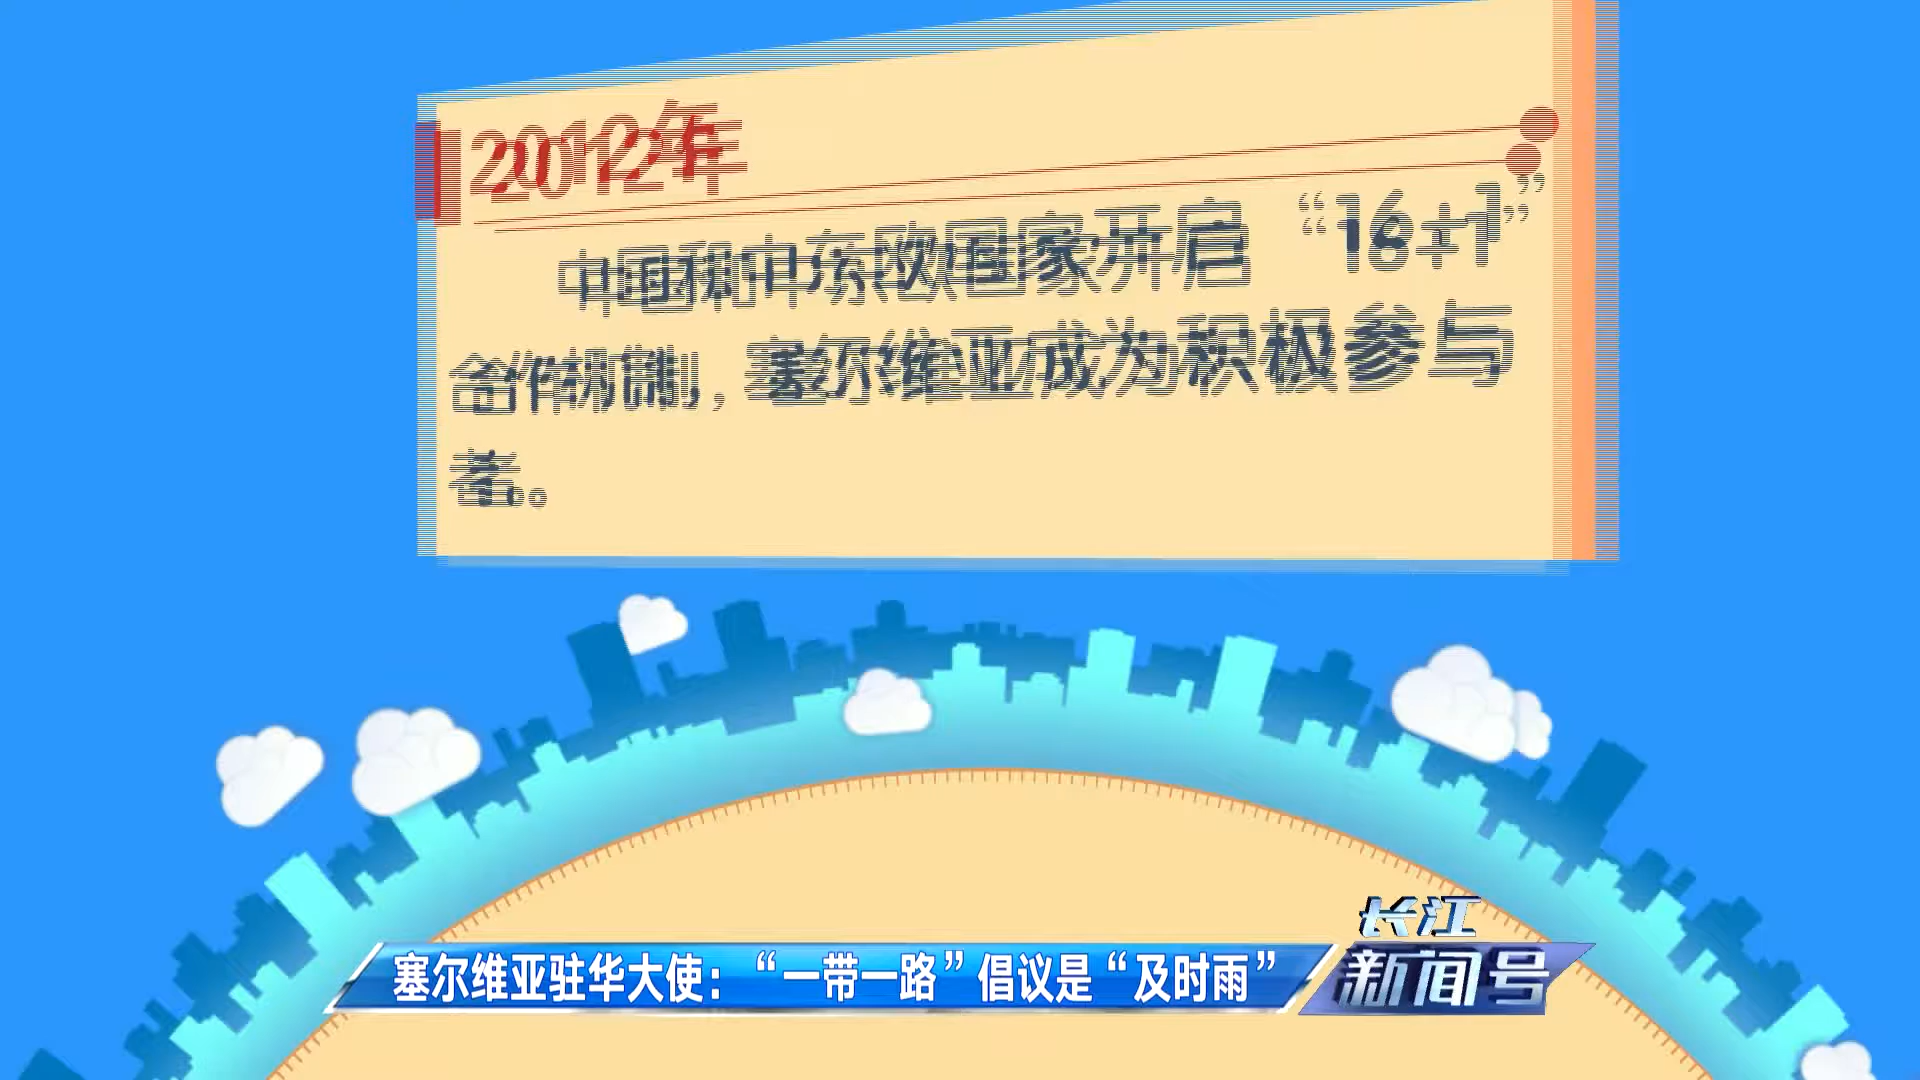 2012年
中国和中东欧国家开启“16+1”
合作机制，塞尔维亚成为积极参与
者。
长江
塞尔维亚驻华大使：“一带一路”倡议是“及时雨”
新闻号